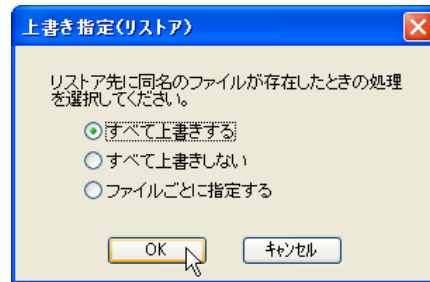 上書き指定(リストア)
リストア先に同名のファイルが存在したときの処理
を選択してください。
すべて上書きする
すべて上書きしない
ファイルごとに指定する
OK
キャンセル